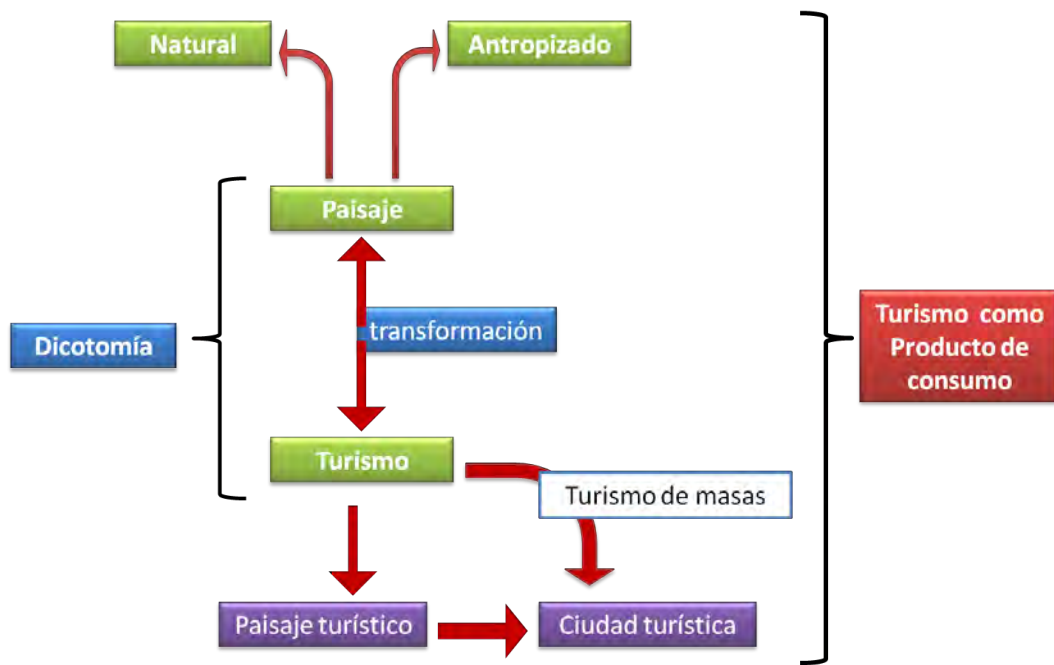 Natural
Antropizado
Paisaje
transformación
Dicotomía
Turismo como
Producto de
consumo
Turismo
Turismo de masas
Paisaje turístico
Ciudad turística